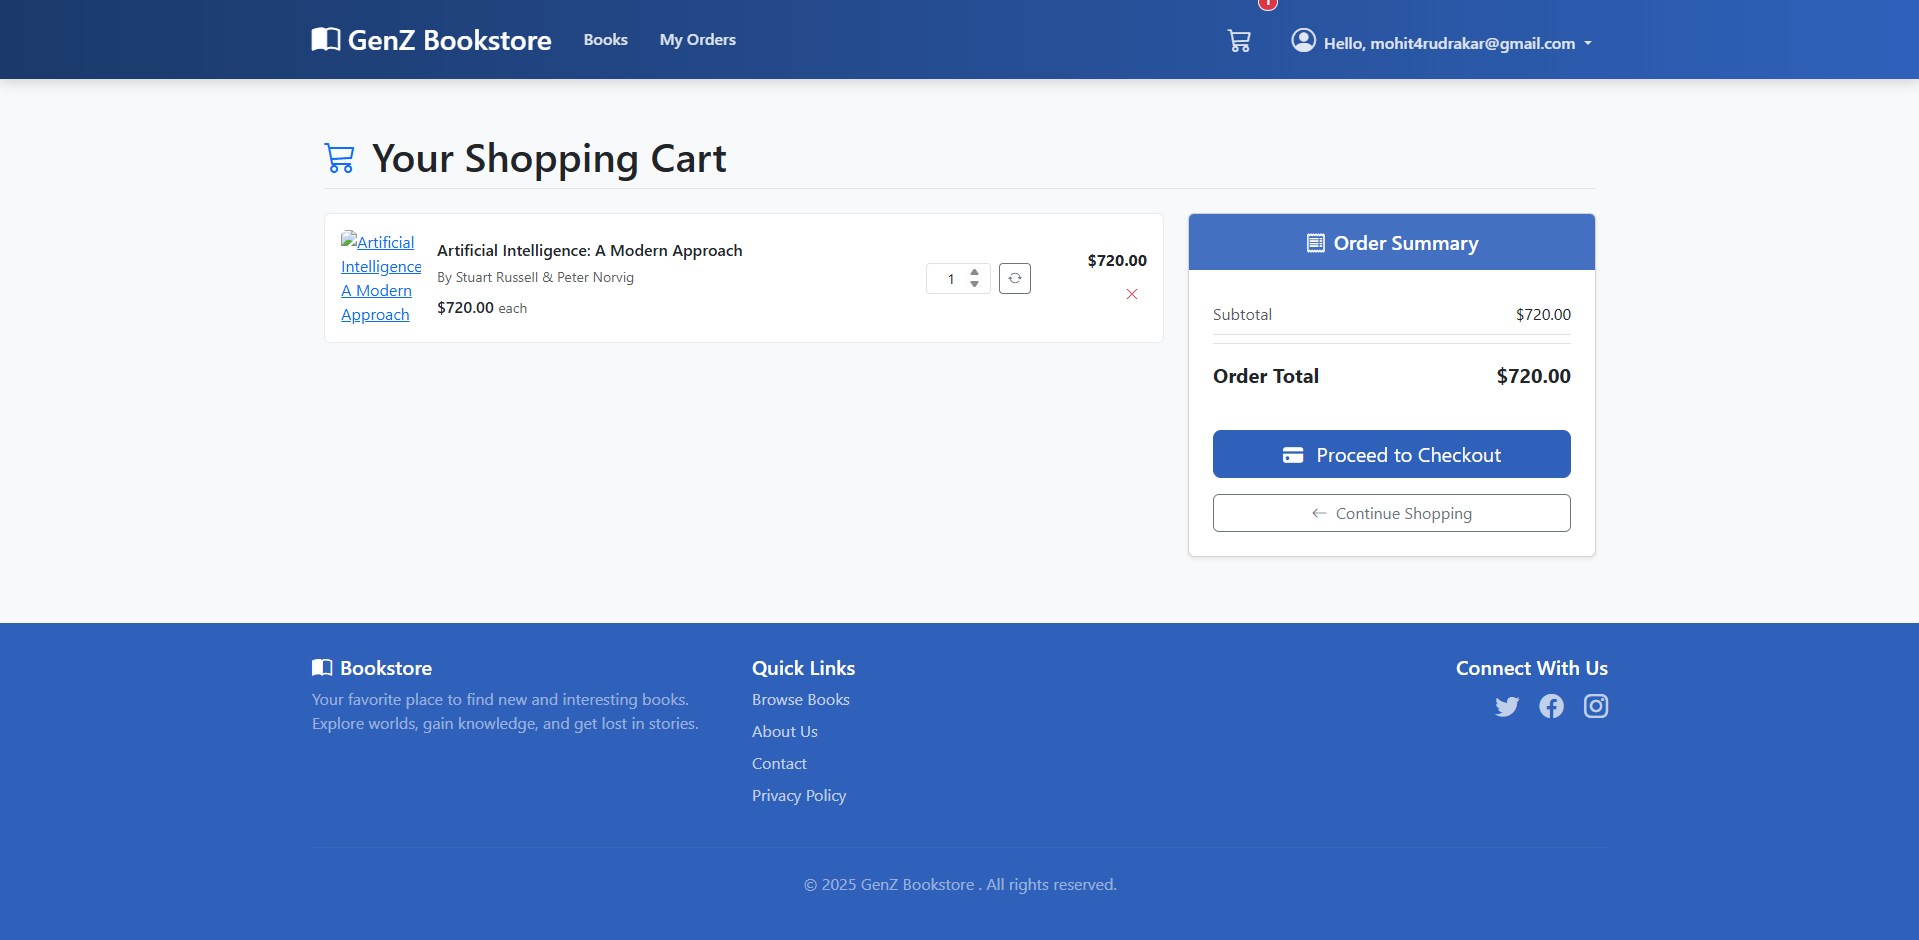 GenZ Bookstore
Books
My Orders
1
Hello, mohit4rudrakar@gmail.com
Your Shopping Cart
Artificial
Intelligence
A Modern
Approach
Artificial Intelligence: A Modern Approach
By Stuart Russell & Peter Norvig
$720.00 each
1
$720.00
Order Summary
Subtotal $720.00
Order Total $720.00
Proceed to Checkout
Continue Shopping
Bookstore
Your favorite place to find new and interesting books.
Explore worlds, gain knowledge, and get lost in stories.
Quick Links
Browse Books
About Us
Contact
Privacy Policy
Connect With Us
© 2025 GenZ Bookstore . All rights reserved.